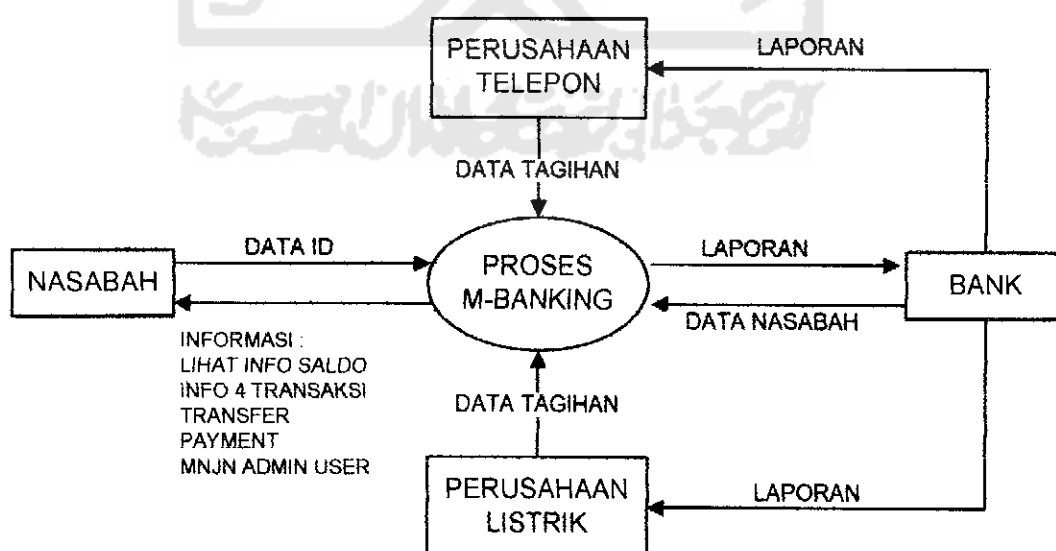 PERUSAHAAN
TELEPON
LAPORAN
DATA TAGIHAN
NASABAH
DATA ID
PROSES
M-BANKING
LAPORAN
BANK
DATA NASABAH
INFORMASI :
LIHAT INFO SALDO
INFO 4 TRANSAKSI
TRANSFER
PAYMENT
MNJN ADMIN USER
DATA TAGIHAN
PERUSAHAAN
LISTRIK
LAPORAN